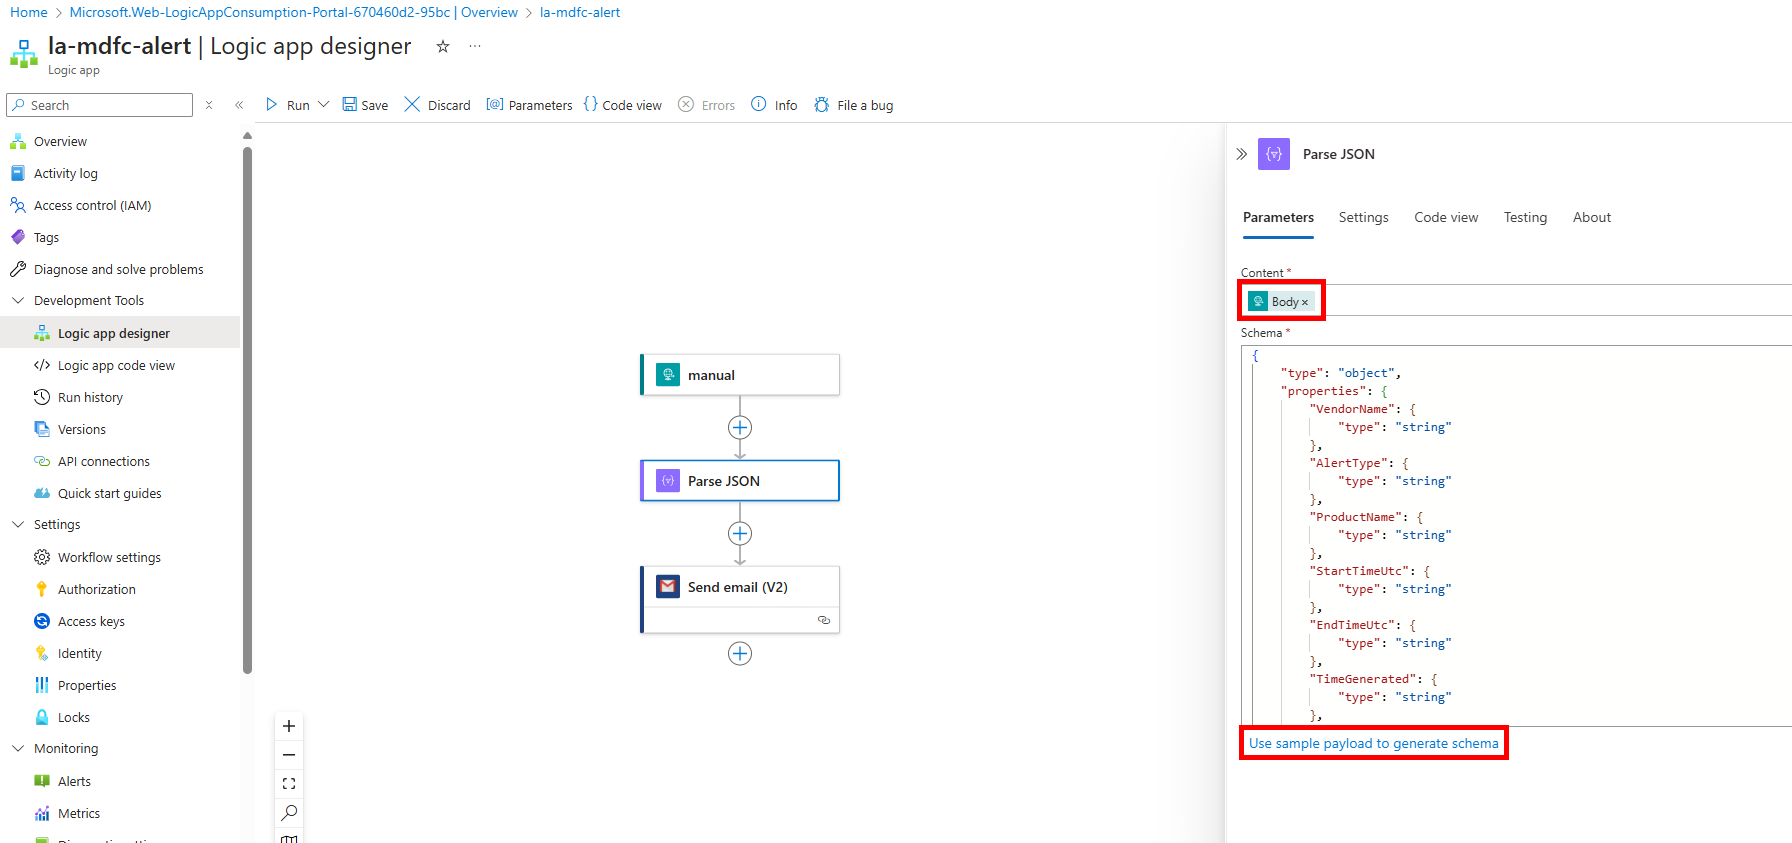 Home > Microsoft.Web-LogicAppConsumption-Portal-670460d2-95bc | Overview > la-mdfc-alert
la-mdfc-alert | Logic app designer
Logic app
Search
Run
Save
Discard
Parameters
Code view
Errors
Info
File a bug
Overview
Activity log
Access control (IAM)
Tags
Diagnose and solve problems
Development Tools
Logic app designer
Logic app code view
Run history
Versions
API connections
Quick start guides
Settings
Workflow settings
Authorization
Access keys
Identity
Properties
Locks
Monitoring
Alerts
Metrics
manual
Parse JSON
Send email (V2)
Parse JSON
Parameters
Settings
Code view
Testing
About
Content *
Body ×
Schema *
{
"type": "object",
"properties": {
"VendorName": {
"type": "string"
},
"AlertType": {
"type": "string"
},
"ProductName": {
"type": "string"
},
"StartTimeUtc": {
"type": "string"
},
"EndTimeUtc": {
"type": "string"
},
"TimeGenerated": {
"type": "string"
},
Use sample payload to generate schema